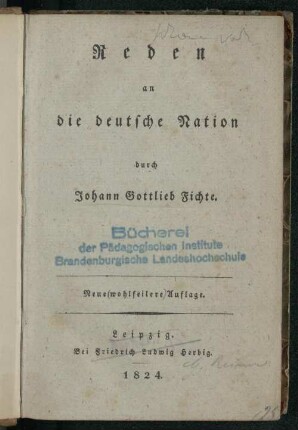 Reden
an
die deutsche Nation
durch
Johann Gottlieb Fichte.
Bücherei
der Pädagogischen Institute
Brandenburgische Landeshochschule
Neue wohlfeilere Auflage.
Leipzig.
Bei Friedrich Ludwig Herbig.
1824.